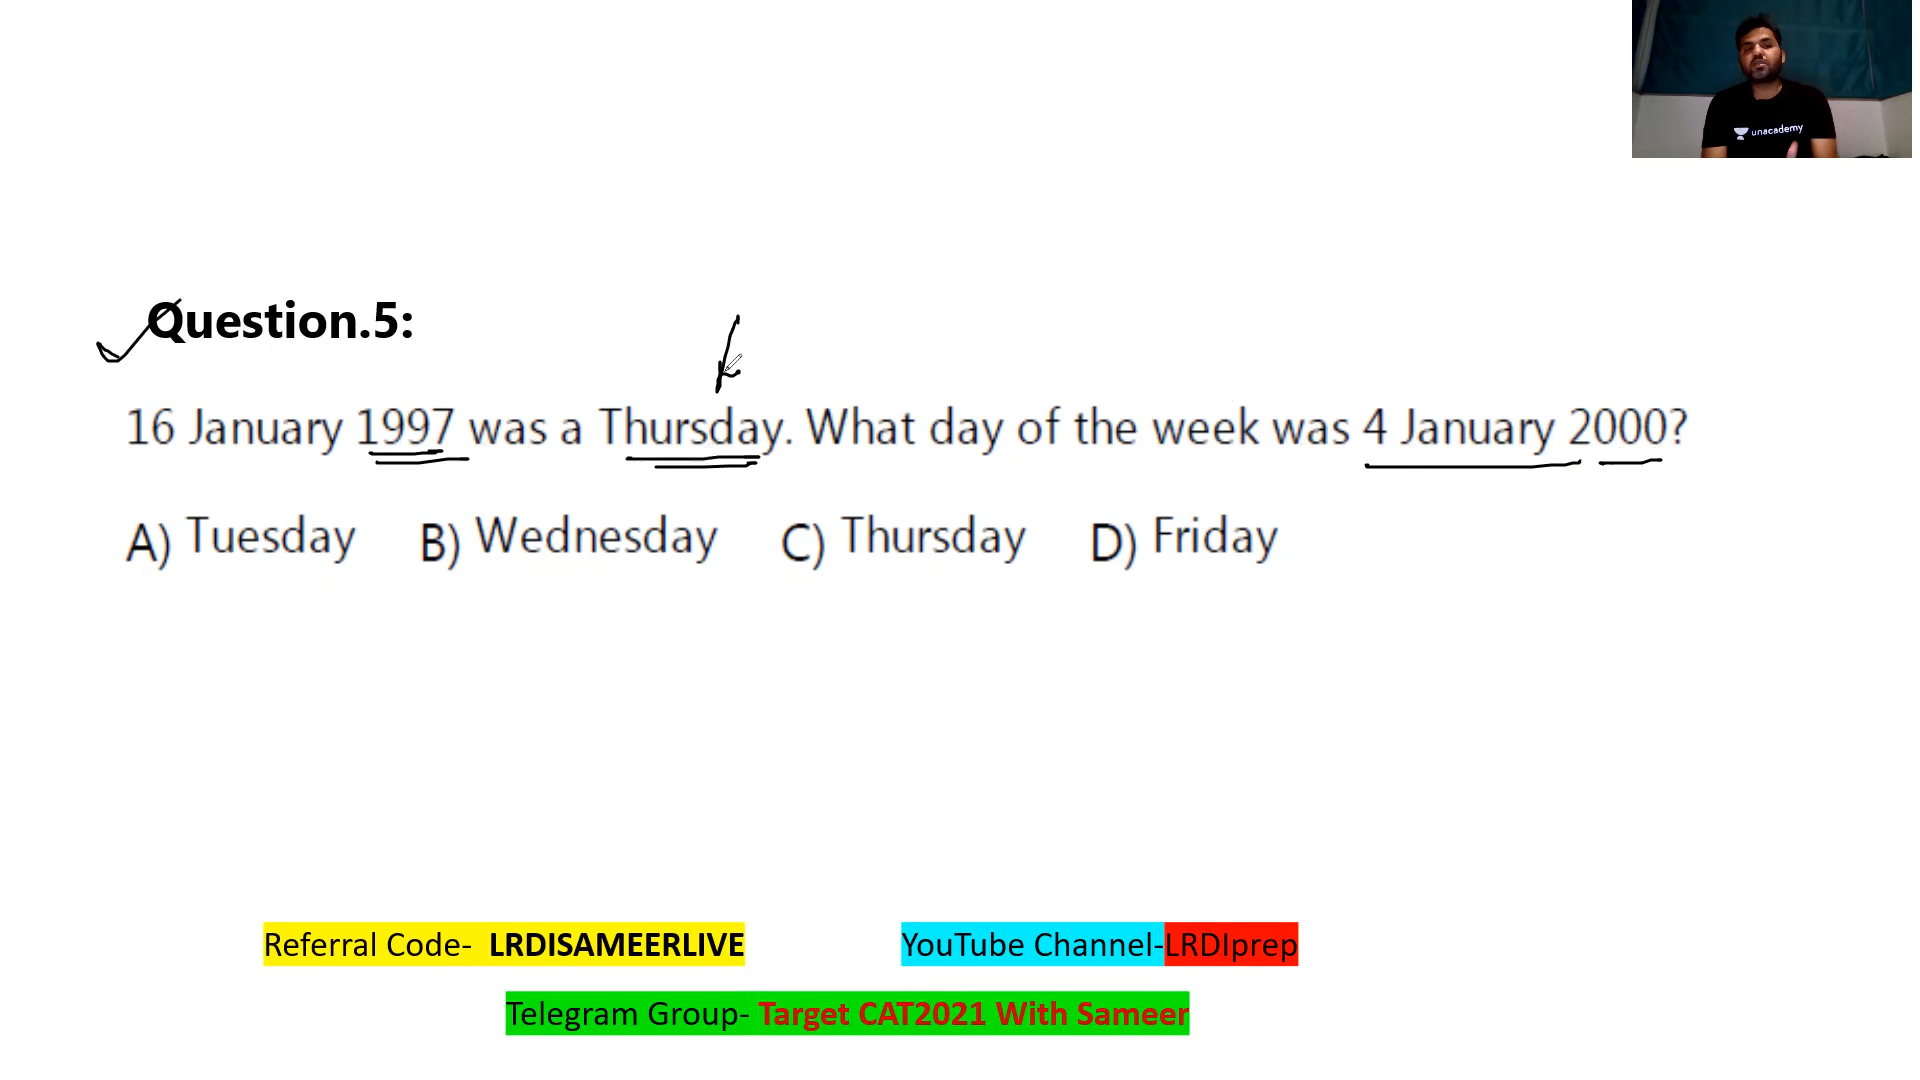 unacademy
Question.5:
16 January 1997 was a Thursday. What day of the week was 4 January 2000?
A) Tuesday B) Wednesday C) Thursday D) Friday
Referral Code- LRDISAMEERLIVE YouTube Channel-LRDIprep
Telegram Group- Target CAT2021 With Sameer